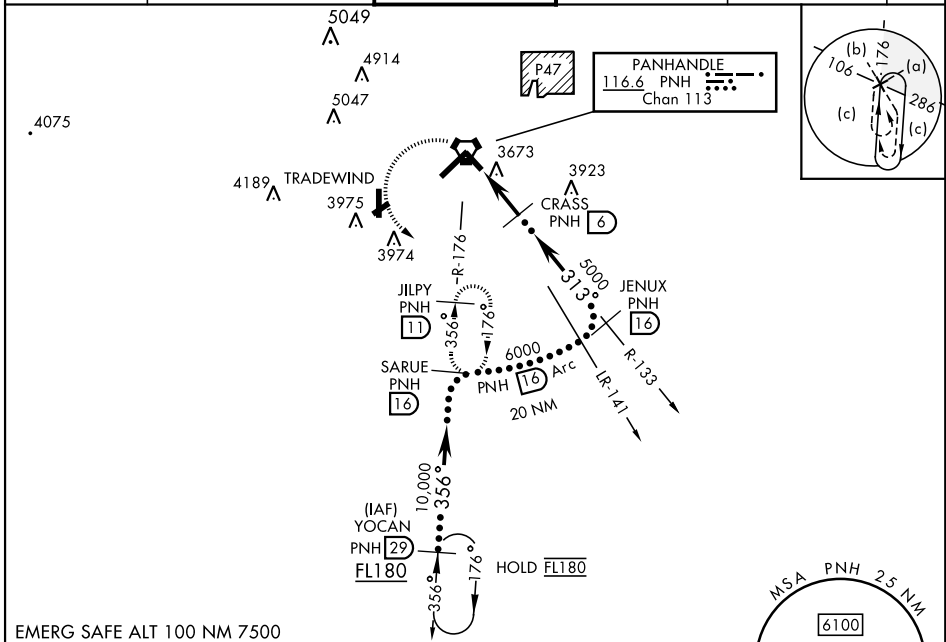 5049
4914
5047
4075
P47
PANHANDLE
116.6 PNH
Chan 113
(b)
176
(a)
106
286
(c)
(c)
3673
3923
4189
TRADEWIND
3975
3974
CRASS
PNH 6
R-176
5000
313°
JILPY
PNH
11
356°
176°
JENUX
PNH
16
SARUE
PNH
16
6000
PNH 16 Arc
20 NM
LR-141
R-133
10,000
356°
(IAF)
YOCAN
PNH 29
FL180
356°
176°
HOLD FL180
MSA PNH 25 NM
6100
EMERG SAFE ALT 100 NM 7500